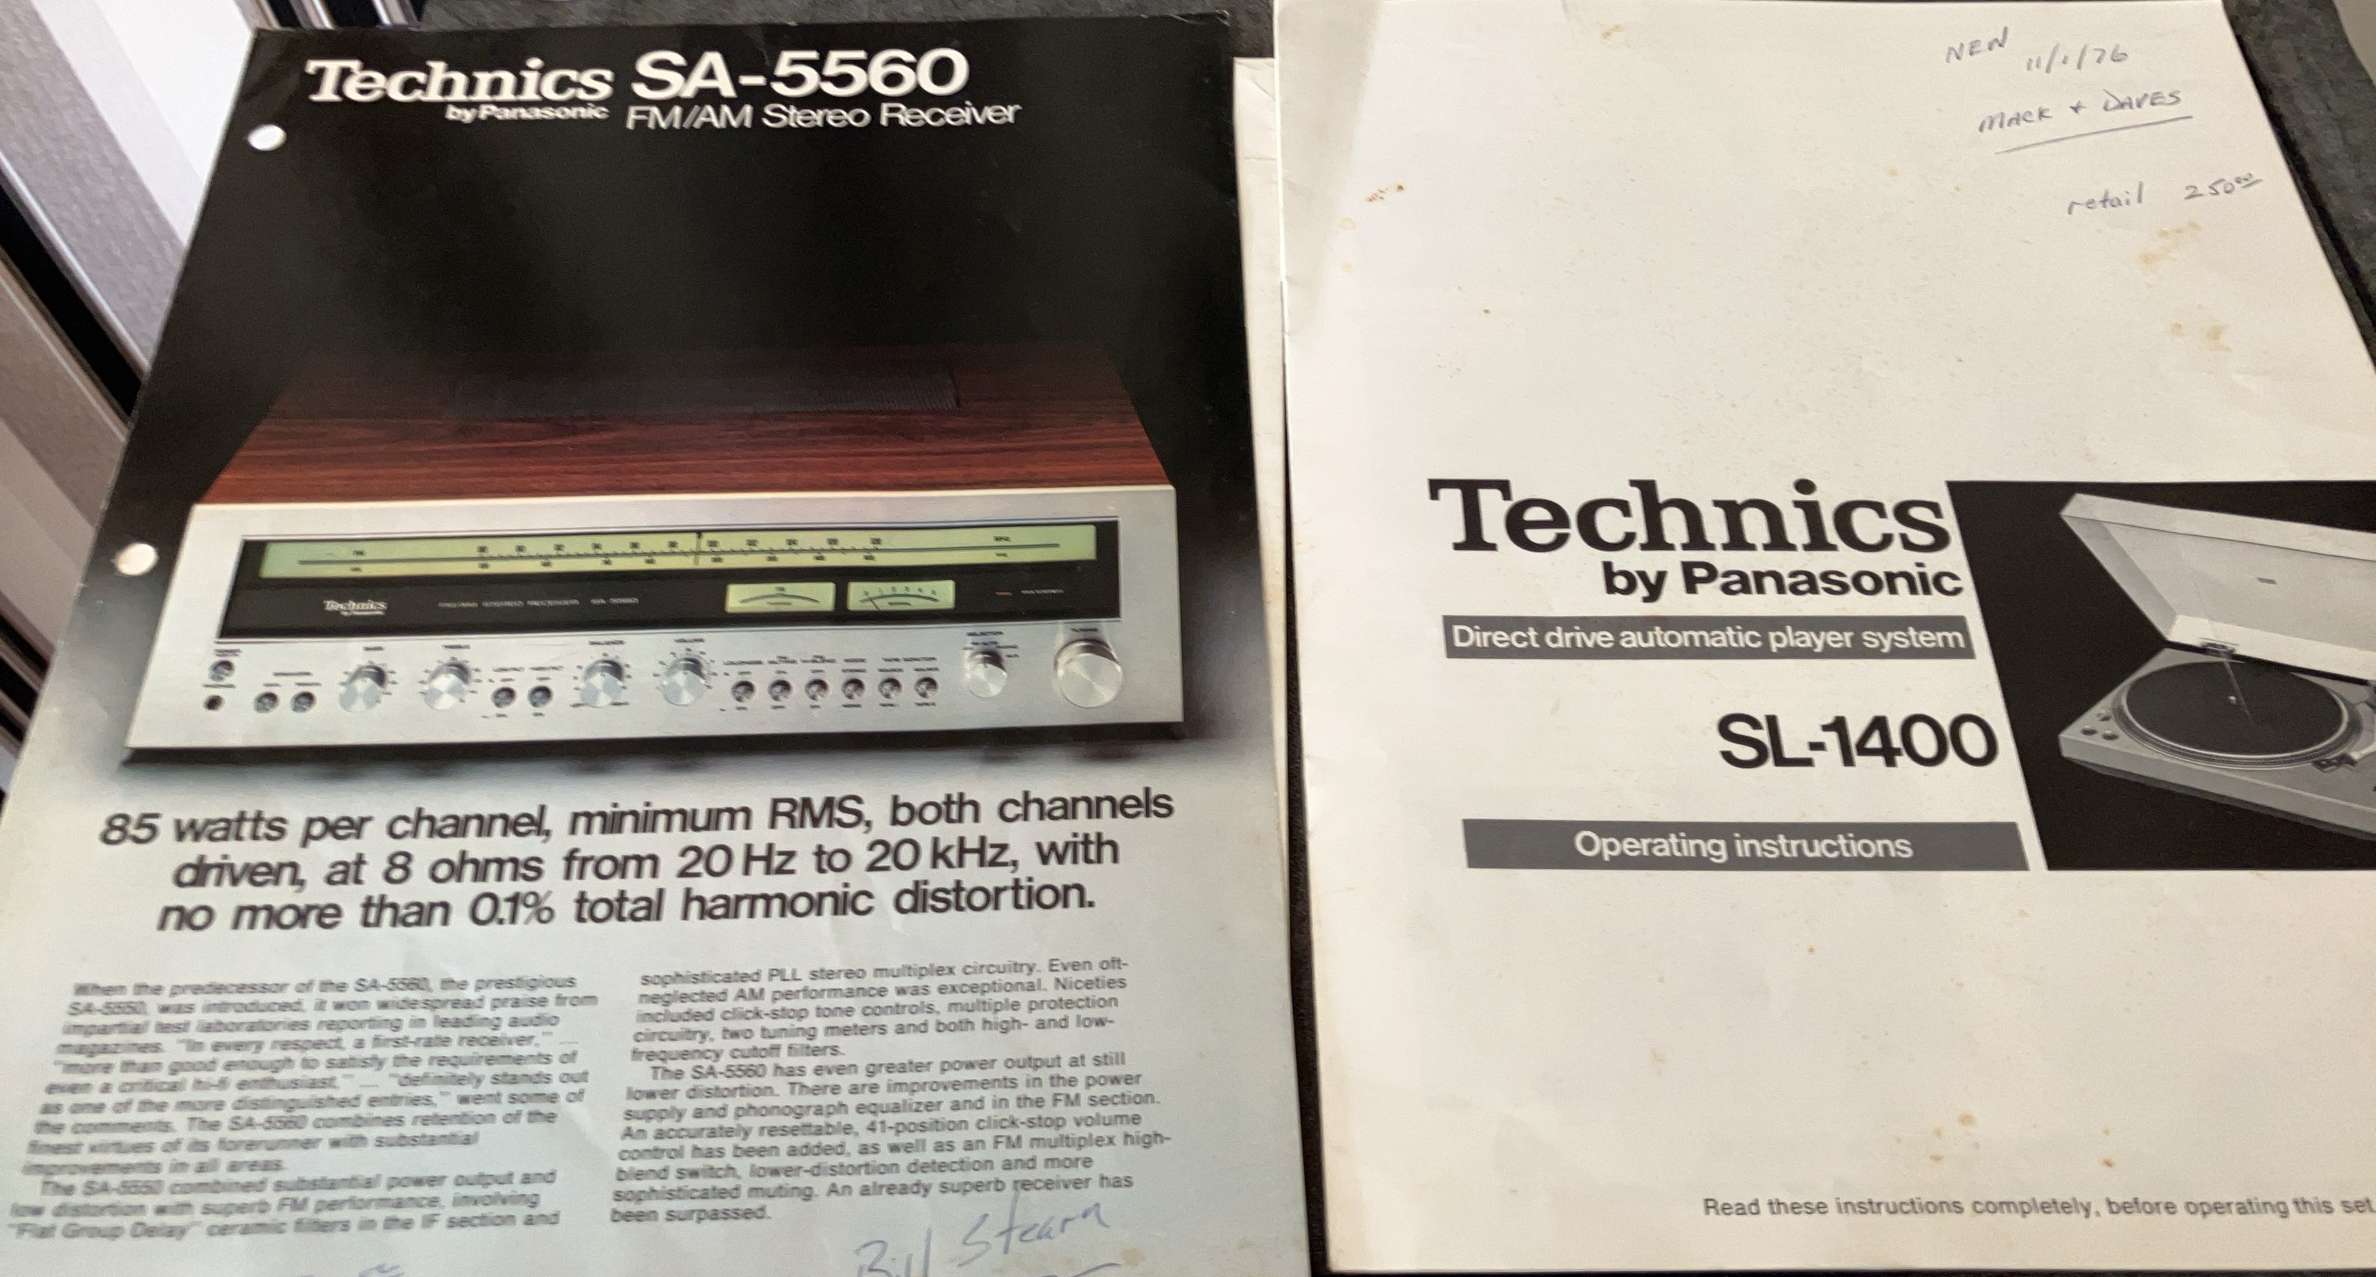 Technics SA-5560
by Panasonic FM/AM Stereo Receiver
Technics
by Panasonic
85 watts per channel, minimum RMS, both channels
driven, at 8 ohms from 20 Hz to 20 kHz, with
no more than 0.1% total harmonic distortion.
When the predecessor of the SA-5560, the prestigious
SA-5550, was introduced, it won widespread praise from
impartial test laboratories reporting in leading audio
magazines. "In every respect, a first-rate receiver," ...
"more than good enough to satisfy the requirements of
even a critical hi-fi enthusiast," ... "definitely stands out
as one of the more distinguished entries," went some of
the comments. The SA-5560 combines retention of the
finest virtues of its forerunner with substantial
improvements in all areas.
The SA-5550 combined substantial power output and
low distortion with superb FM performance, involving
"Flat Group Delay" ceramic filters in the IF section and
sophisticated PLL stereo multiplex circuitry. Even oft-
neglected AM performance was exceptional. Niceties
included click-stop tone controls, multiple protection
circuitry, two tuning meters and both high- and low-
frequency cutoff filters.
The SA-5560 has even greater power output at still
lower distortion. There are improvements in the power
supply and phonograph equalizer and in the FM section.
An accurately resettable, 41-position click-stop volume
control has been added, as well as an FM multiplex high-
blend switch, lower-distortion detection and more
sophisticated muting. An already superb receiver has
been surpassed.
Bill Stearn
NEW 11/1/76
MACK + DAVES
retail 250⁰⁰
Technics
by Panasonic
Direct drive automatic player system
SL-1400
Operating instructions
Read these instructions completely, before operating this set